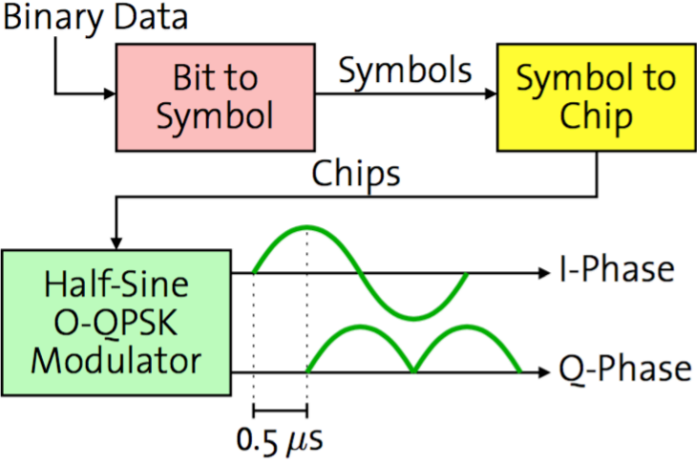 Binary Data
Bit to
Symbol
Symbols
Symbol to
Chip
Chips
Half-Sine
O-QPSK
Modulator
I-Phase
Q-Phase
0.5 μs